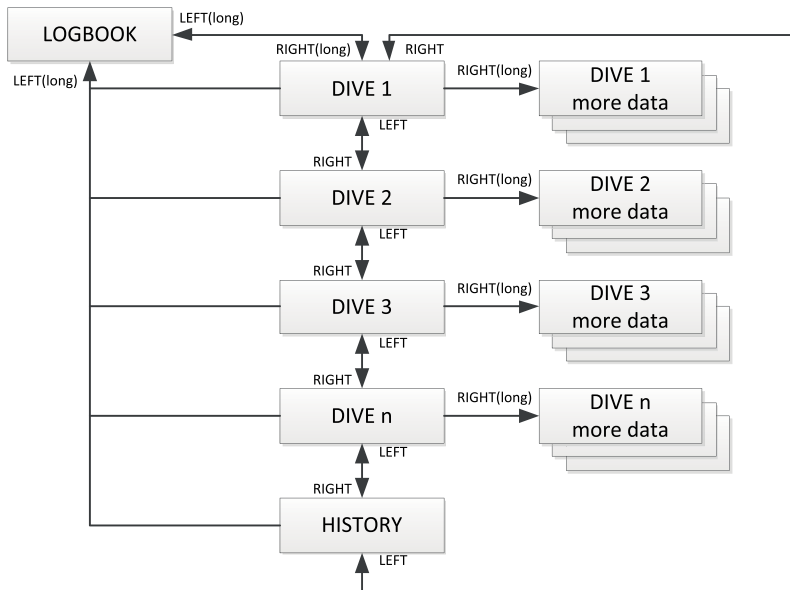 LEFT(long)
LOGBOOK
RIGHT(long)
RIGHT
LEFT(long)
DIVE 1
RIGHT(long)
DIVE 1
more data
LEFT
RIGHT
DIVE 2
RIGHT(long)
DIVE 2
more data
LEFT
RIGHT
DIVE 3
RIGHT(long)
DIVE 3
more data
LEFT
RIGHT
DIVE n
RIGHT(long)
DIVE n
more data
LEFT
RIGHT
HISTORY
LEFT